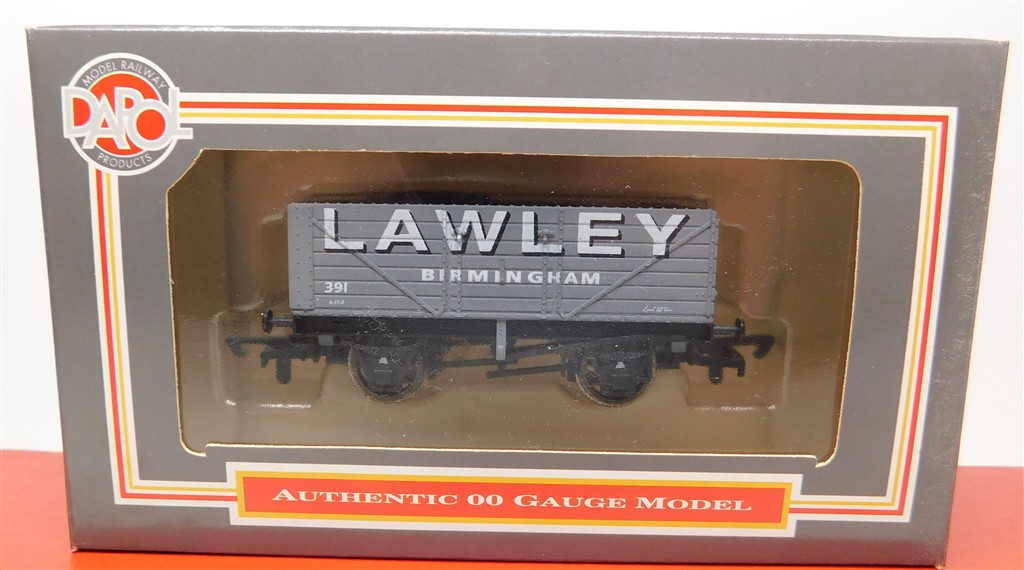 MODEL RAILWAY
DAPOL
PRODUCTS
LAWLEY
BIRMINGHAM
391
AUTHENTIC 00 GAUGE MODEL